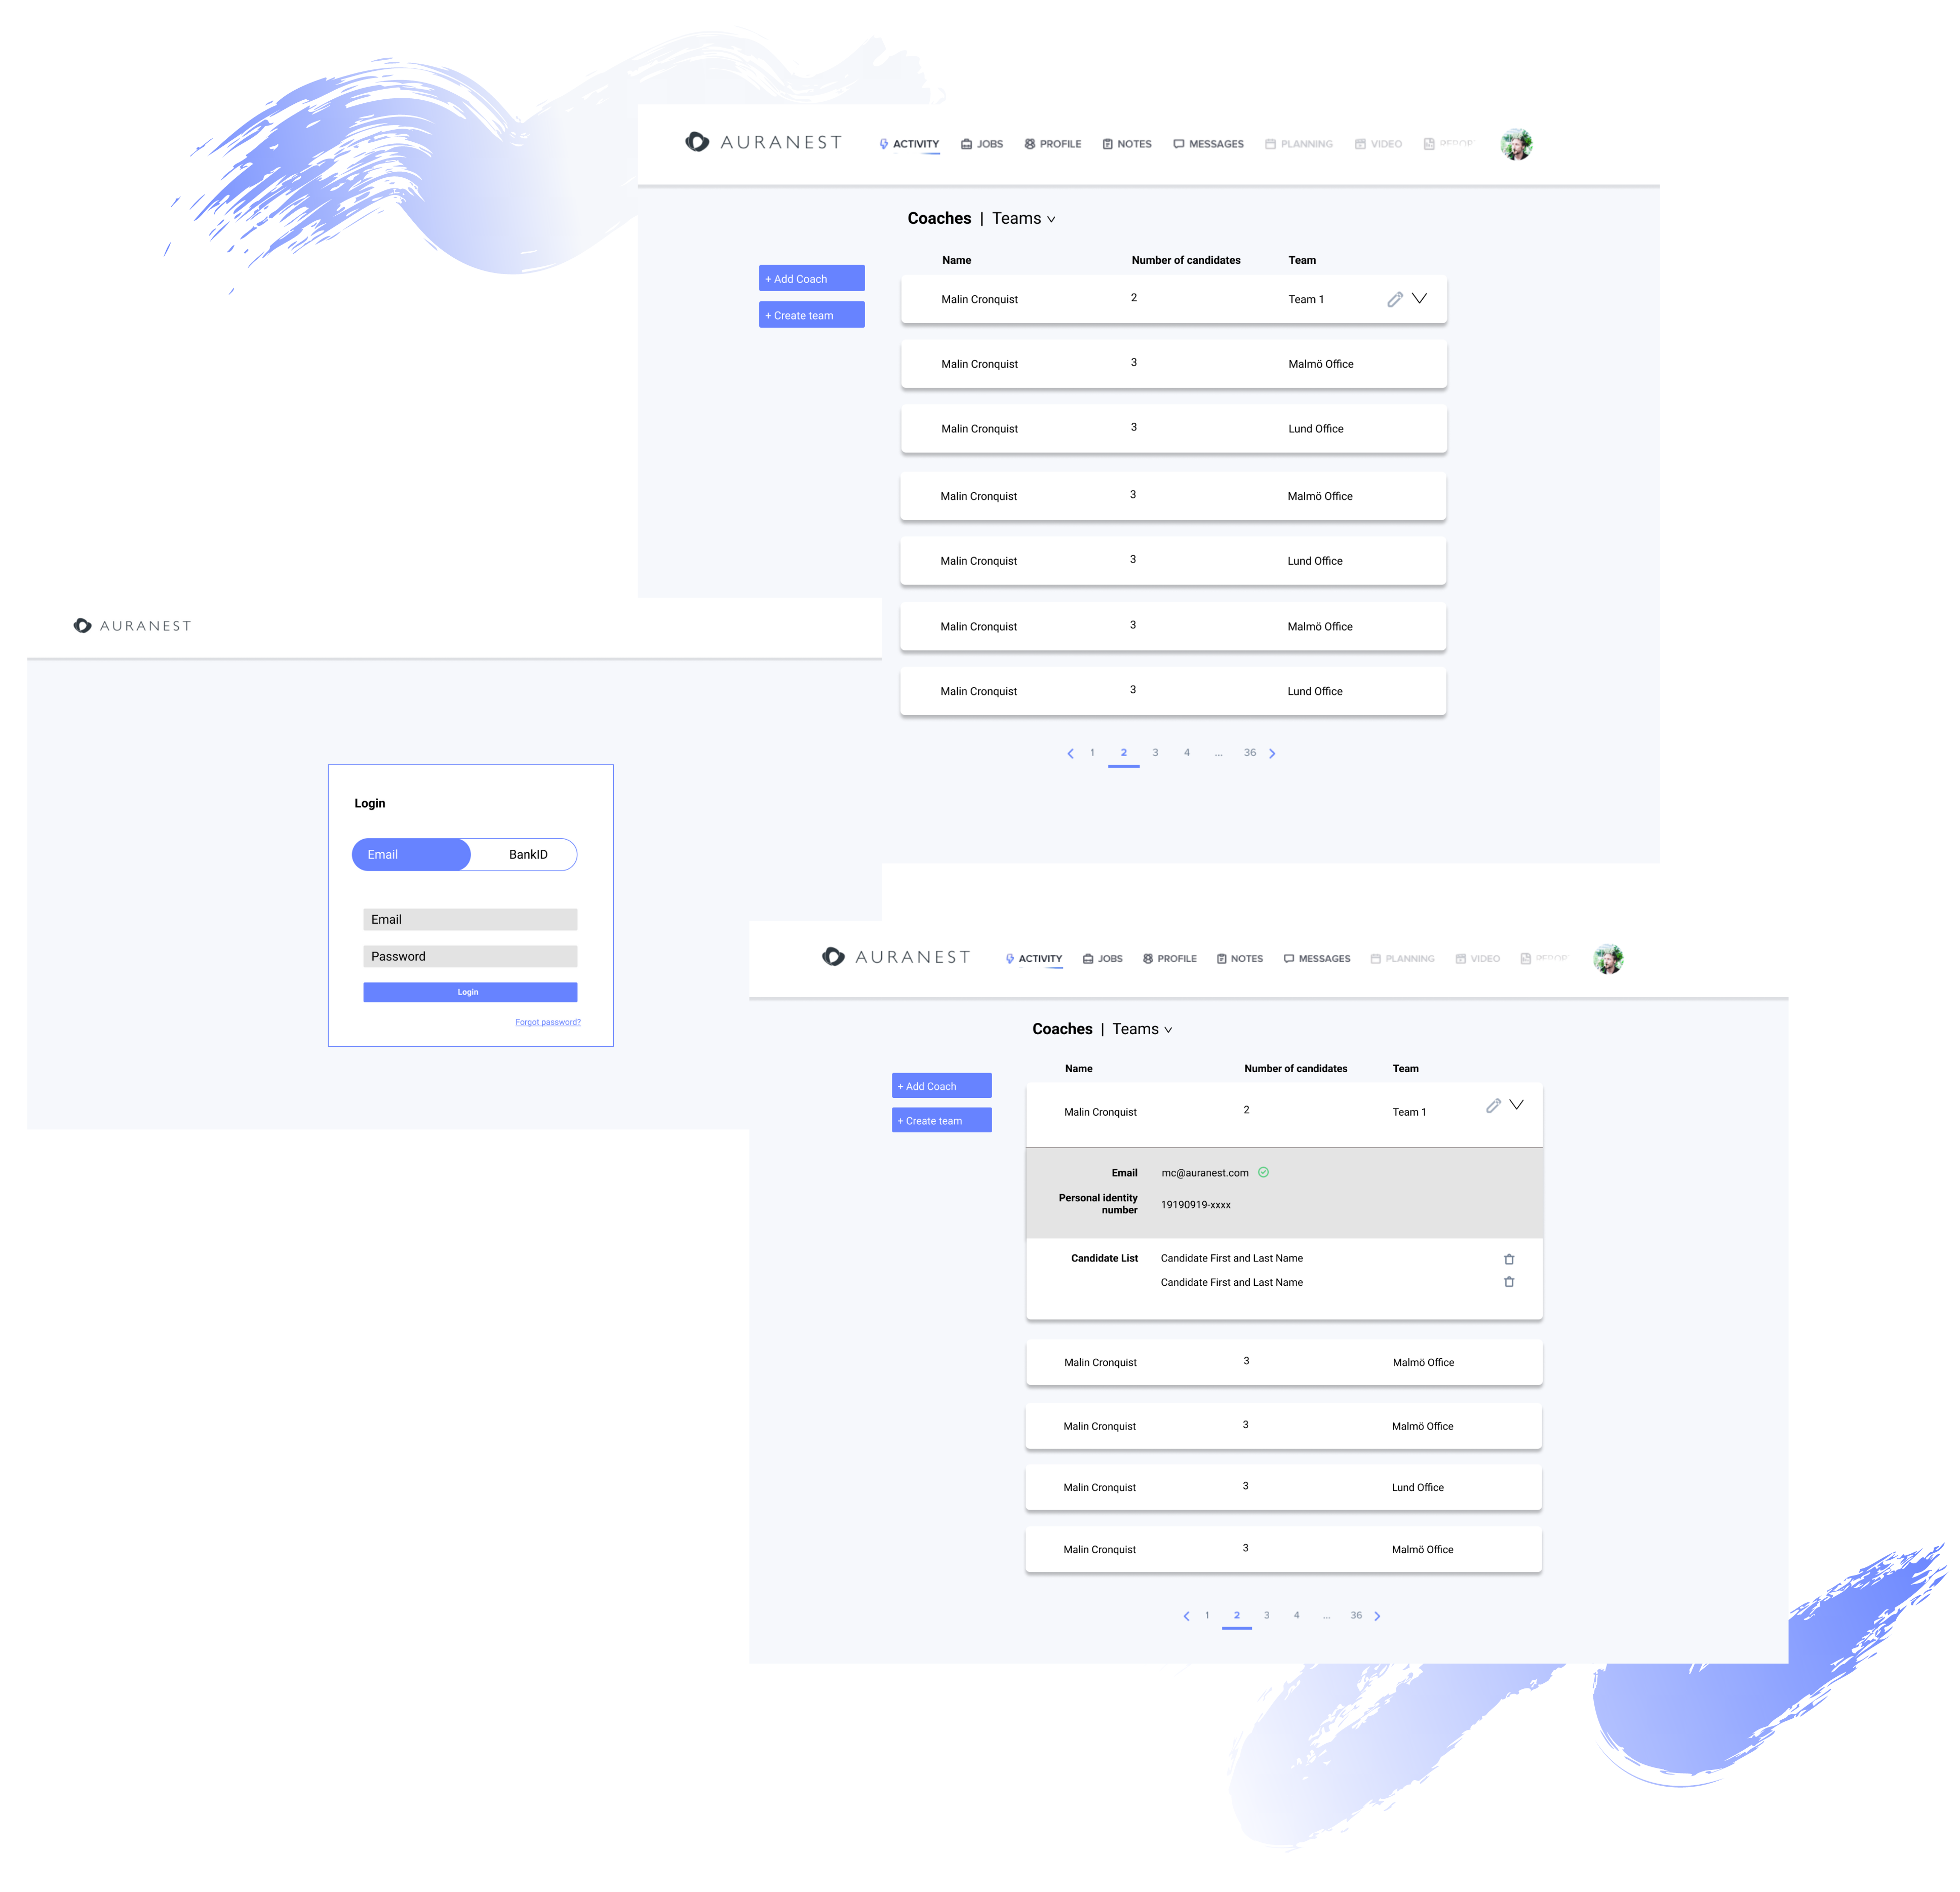 AURANEST
ACTIVITY JOBS PROFILE NOTES MESSAGES PLANNING VIDEO
Coaches | Teams
Name Number of candidates Team
+ Add Coach
+ Create team
Malin Cronquist 2 Team 1
Malin Cronquist 3 Malmö Office
Malin Cronquist 3 Lund Office
Malin Cronquist 3 Malmö Office
Malin Cronquist 3 Lund Office
Malin Cronquist 3 Malmö Office
Malin Cronquist 3 Lund Office
1 2 3 4 ... 36
AURANEST
Login
Email BankID
Email
Password
Login
Forgot password?
AURANEST
ACTIVITY JOBS PROFILE NOTES MESSAGES PLANNING VIDEO
Coaches | Teams
Name Number of candidates Team
+ Add Coach
+ Create team
Malin Cronquist 2 Team 1
Email mc@auranest.com
Personal identity
number 19190919-xxxx
Candidate List Candidate First and Last Name
Candidate First and Last Name
Malin Cronquist 3 Malmö Office
Malin Cronquist 3 Malmö Office
Malin Cronquist 3 Lund Office
Malin Cronquist 3 Malmö Office
1 2 3 4 ... 36